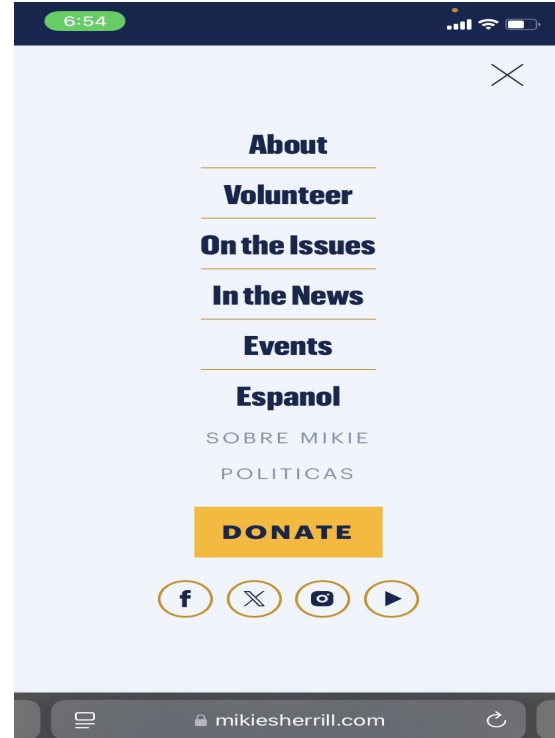 6:54
About
Volunteer
On the Issues
In the News
Events
Espanol
SOBRE MIKIE
POLITICAS
DONATE
mikiesherrill.com